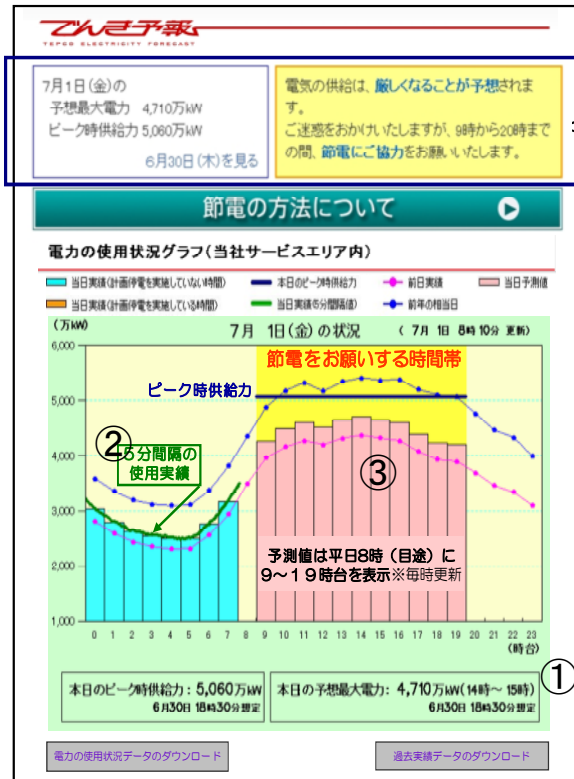 でんき予報
TEPCO ELECTRICITY FORECAST
7月1日(金)の
予想最大電力 4,710万kW
ピーク時供給力 5,060万kW
6月30日(木)を見る
電気の供給は、厳しくなることが予想されま
す。
ご迷惑をおかけいたしますが、9時から20時まで
の間、節電にご協力をお願いいたします。
節電の方法について
電力の使用状況グラフ(当社サービスエリア内)
当日実績(計画停電を実施していない時間) 本日のピーク時供給力 前日実績 当日予測値
当日実績(計画停電を実施している時間) 当日実績(5分間隔値) 前年の相当日
(万kW) 7月 1日(金)の状況 ( 7月 1日 8時 10分 更新)
節電をお願いする時間帯
ピーク時供給力
②
5分間隔の
使用実績
③
予測値は平日8時(目途)に
9~19時台を表示※毎時更新
6,000
5,000
4,000
3,000
2,000
1,000
0 1 2 3 4 5 6 7 8 9 10 11 12 13 14 15 16 17 18 19 20 21 22 23
(時台)
①
本日のピーク時供給力: 5,060万kW
6月30日 18時30分想定
本日の予想最大電力: 4,710万kW(14時~ 15時)
6月30日 18時30分想定
電力の使用状況データのダウンロード
過去実績データのダウンロード